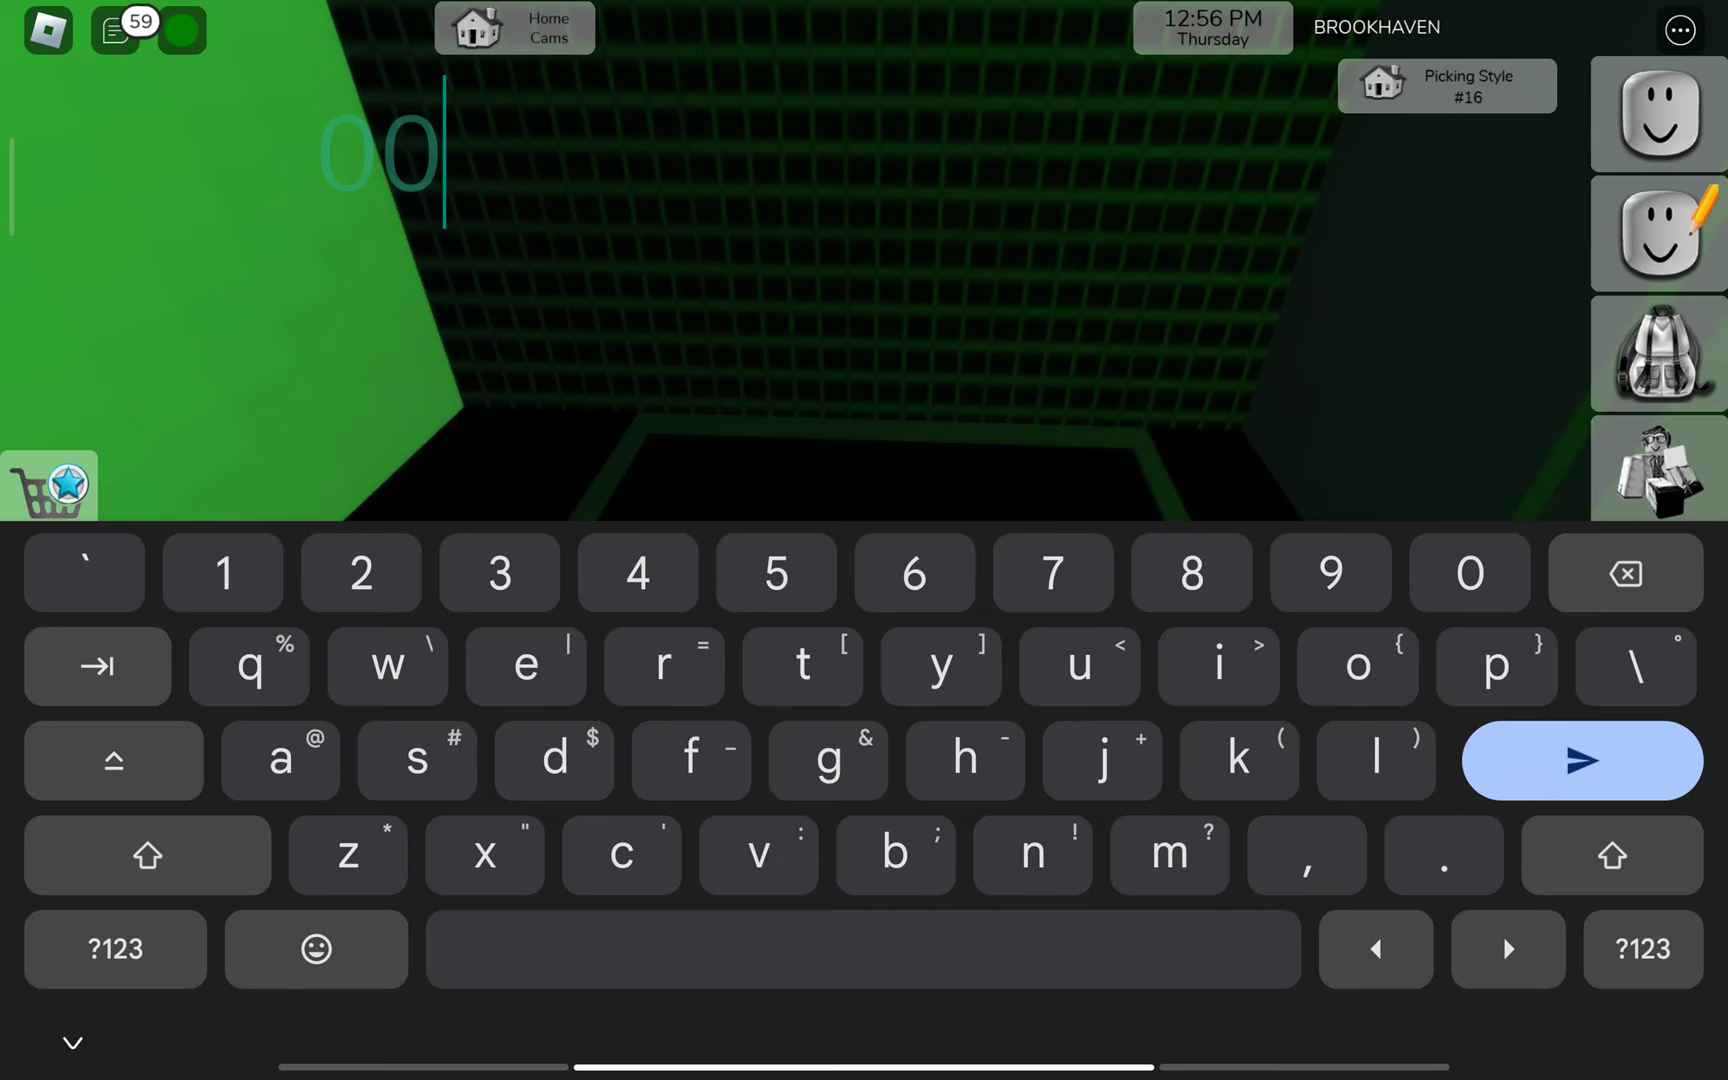 59
Home
Cams
12:56 PM
Thursday
BROOKHAVEN
Picking Style
#16
00
` 1 2 3 4 5 6 7 8 9 0
q % w \ e | r = t [ y ] u < i > o { p } \ °
a @ s # d $ f _ g & h - j + k ( l )
z * x " c ' v : b ; n ! m ? , .
?123 ?123